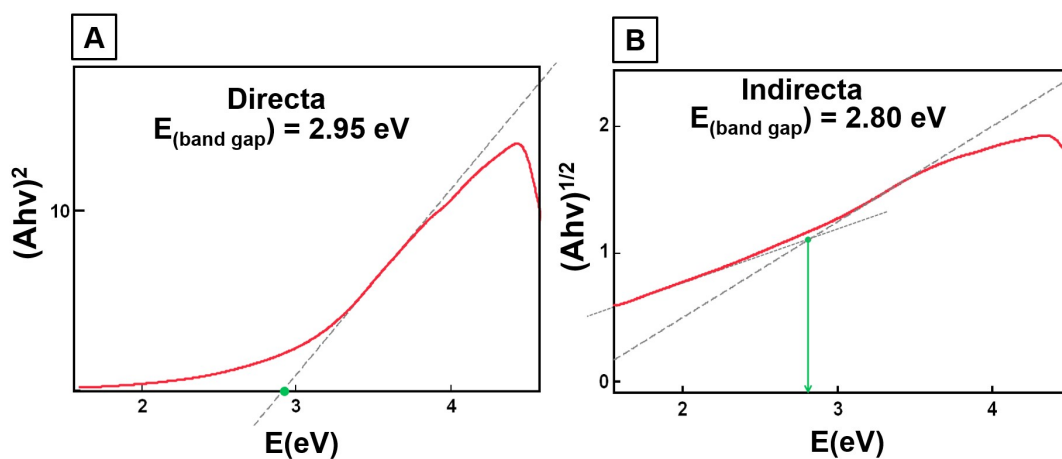 A
Directa
E(band gap) = 2.95 eV
(Ahv)²
10
2
3
4
E(eV)
B
Indirecta
E(band gap) = 2.80 eV
(Ahv)1/2
2
1
0
2
3
4
E(eV)